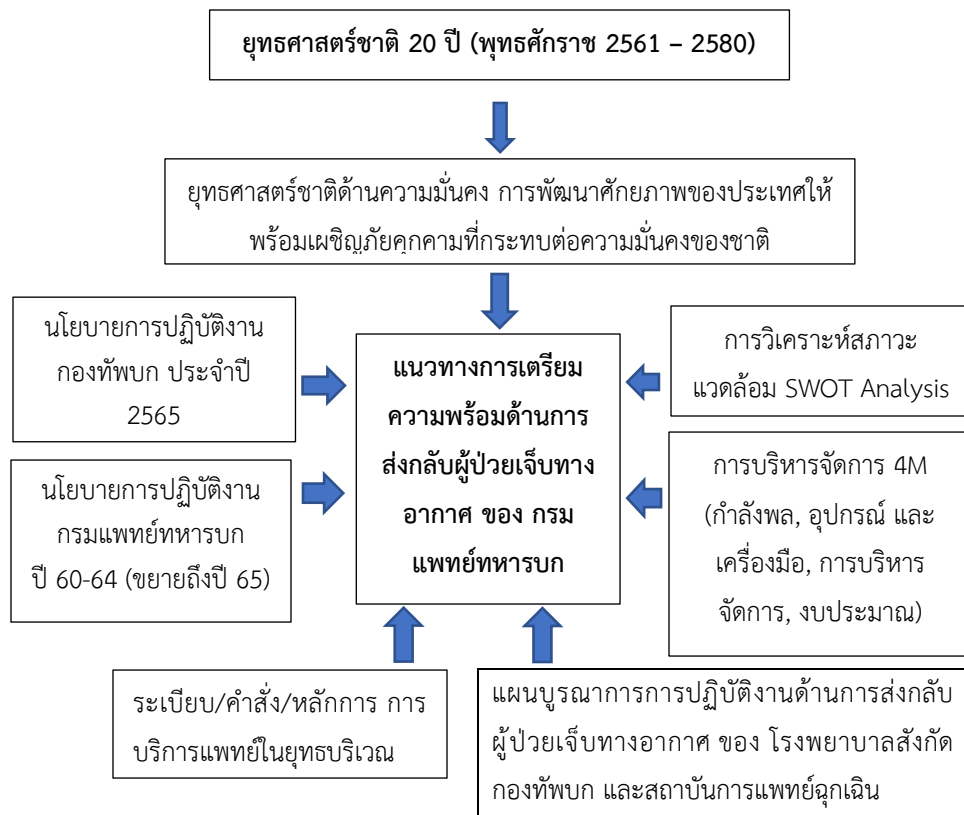 ยุทธศาสตร์ชาติ 20 ปี (พุทธศักราช 2561 – 2580)
ยุทธศาสตร์ชาติด้านความมั่นคง การพัฒนาศักยภาพของประเทศให้
พร้อมเผชิญภัยคุกคามที่กระทบต่อความมั่นคงของชาติ
นโยบายการปฏิบัติงาน
กองทัพบก ประจำปี
2565
นโยบายการปฏิบัติงาน
กรมแพทย์ทหารบก
ปี 60-64 (ขยายถึงปี 65)
แนวทางการเตรียม
ความพร้อมด้านการ
ส่งกลับผู้ป่วยเจ็บทาง
อากาศ ของ กรม
แพทย์ทหารบก
การวิเคราะห์สภาวะ
แวดล้อม SWOT Analysis
การบริหารจัดการ 4M
(กำลังพล, อุปกรณ์ และ
เครื่องมือ, การบริหาร
จัดการ, งบประมาณ)
ระเบียบ/คำสั่ง/หลักการ การ
บริการแพทย์ในยุทธบริเวณ
แผนบูรณาการการปฏิบัติงานด้านการส่งกลับ
ผู้ป่วยเจ็บทางอากาศ ของ โรงพยาบาลสังกัด
กองทัพบก และสถาบันการแพทย์ฉุกเฉิน